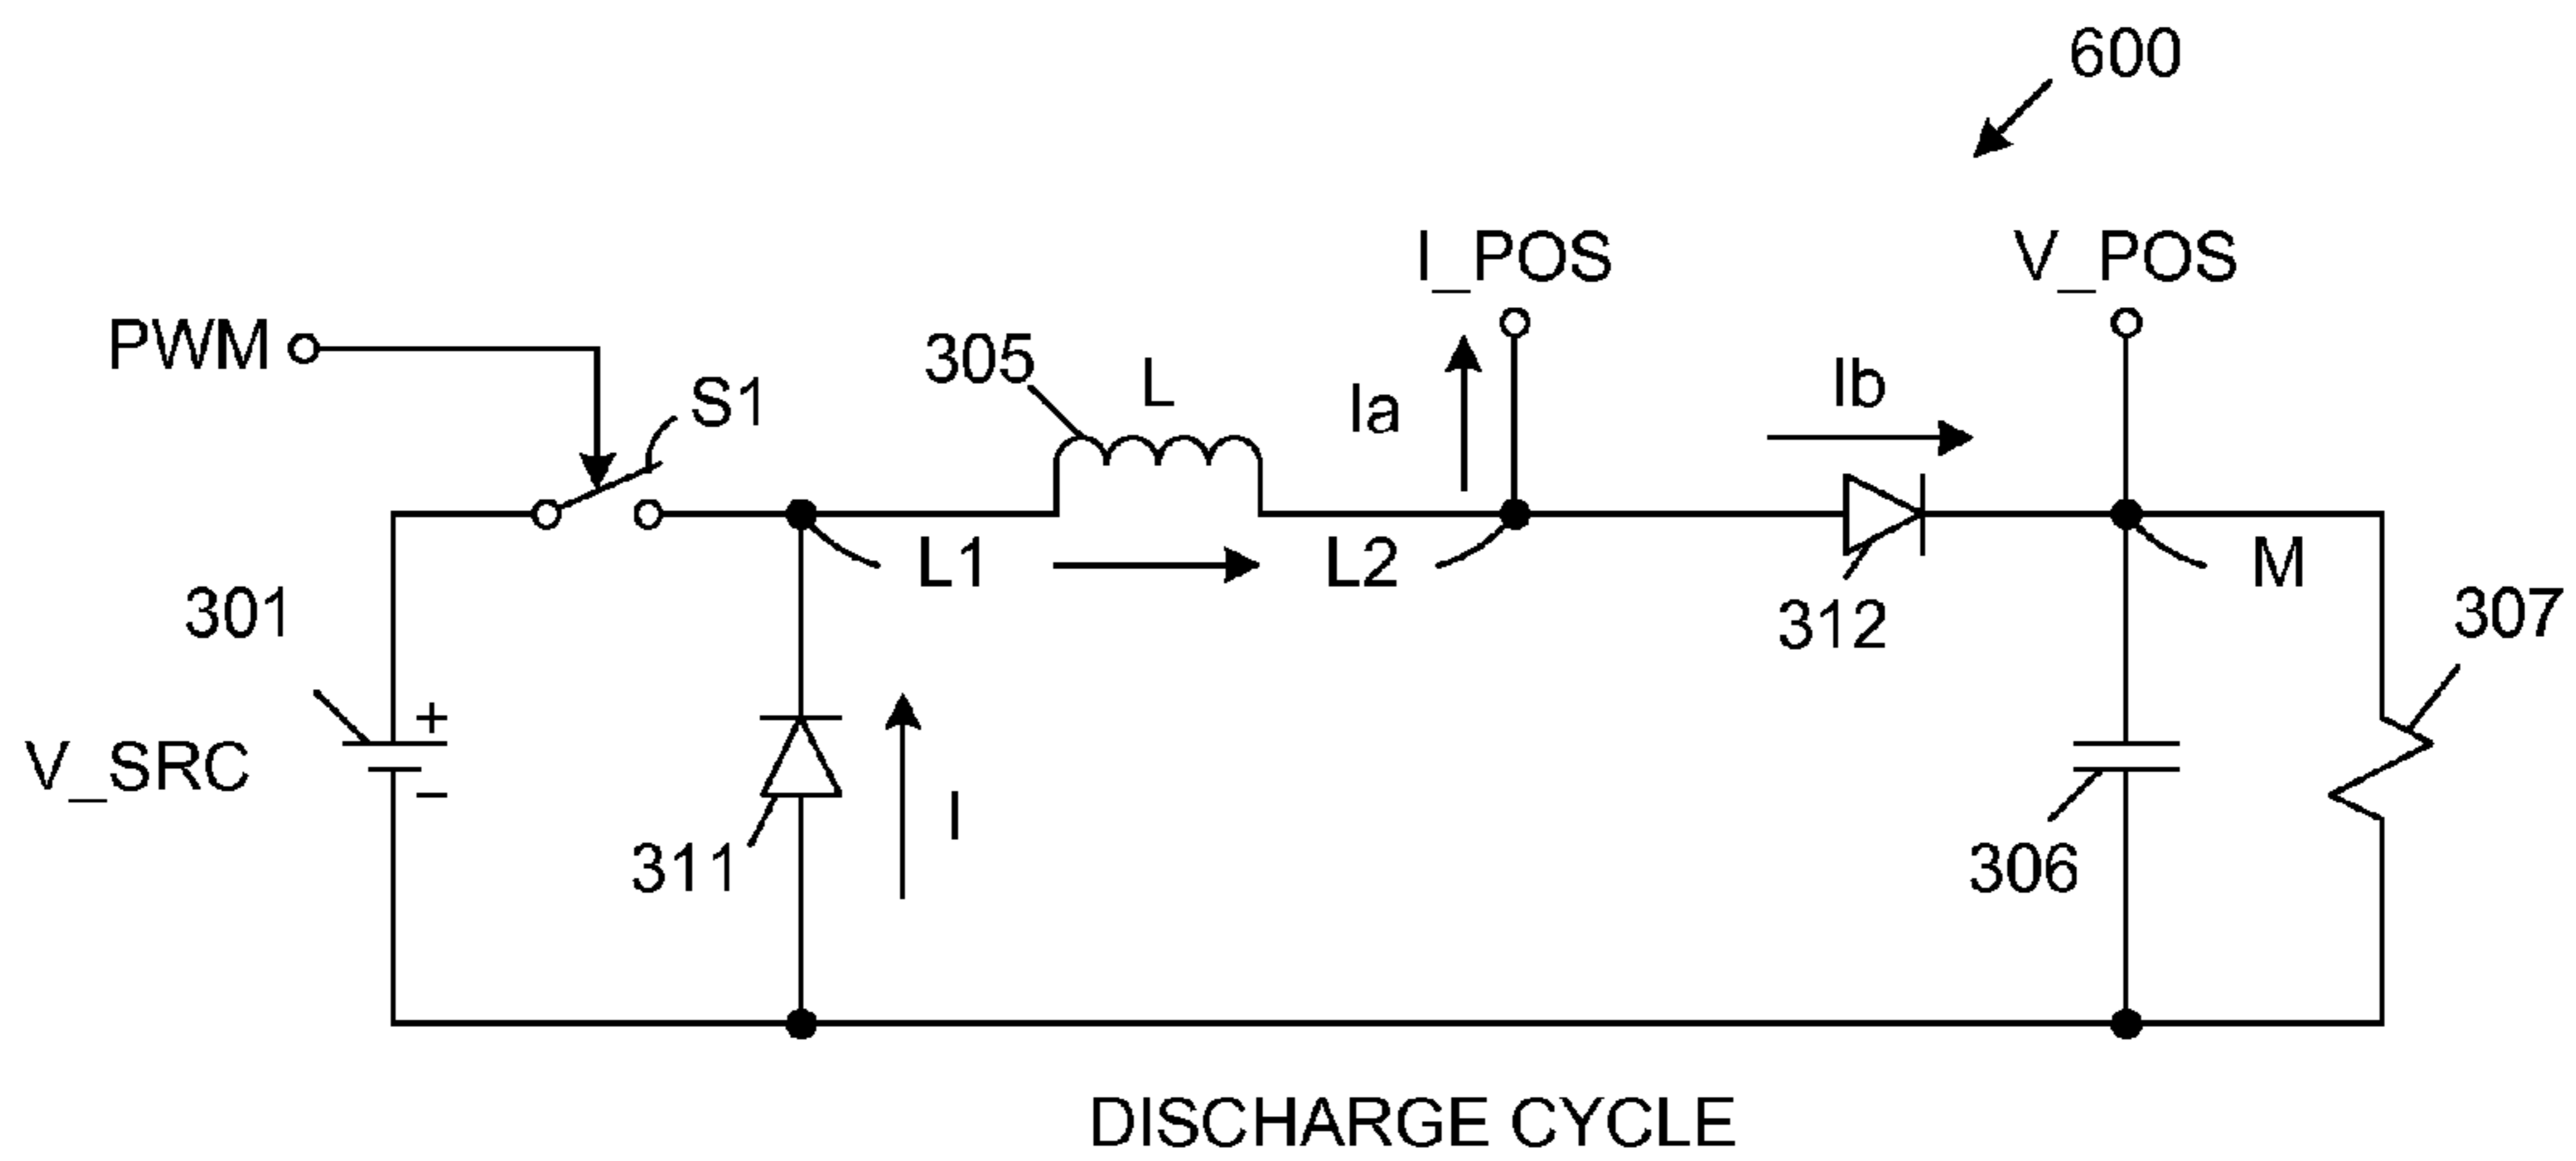 600
I_POS
V_POS
PWM
S1
305
L
Ia
Ib
L1
L2
M
301
312
307
+
V_SRC
−
I
311
306
DISCHARGE CYCLE